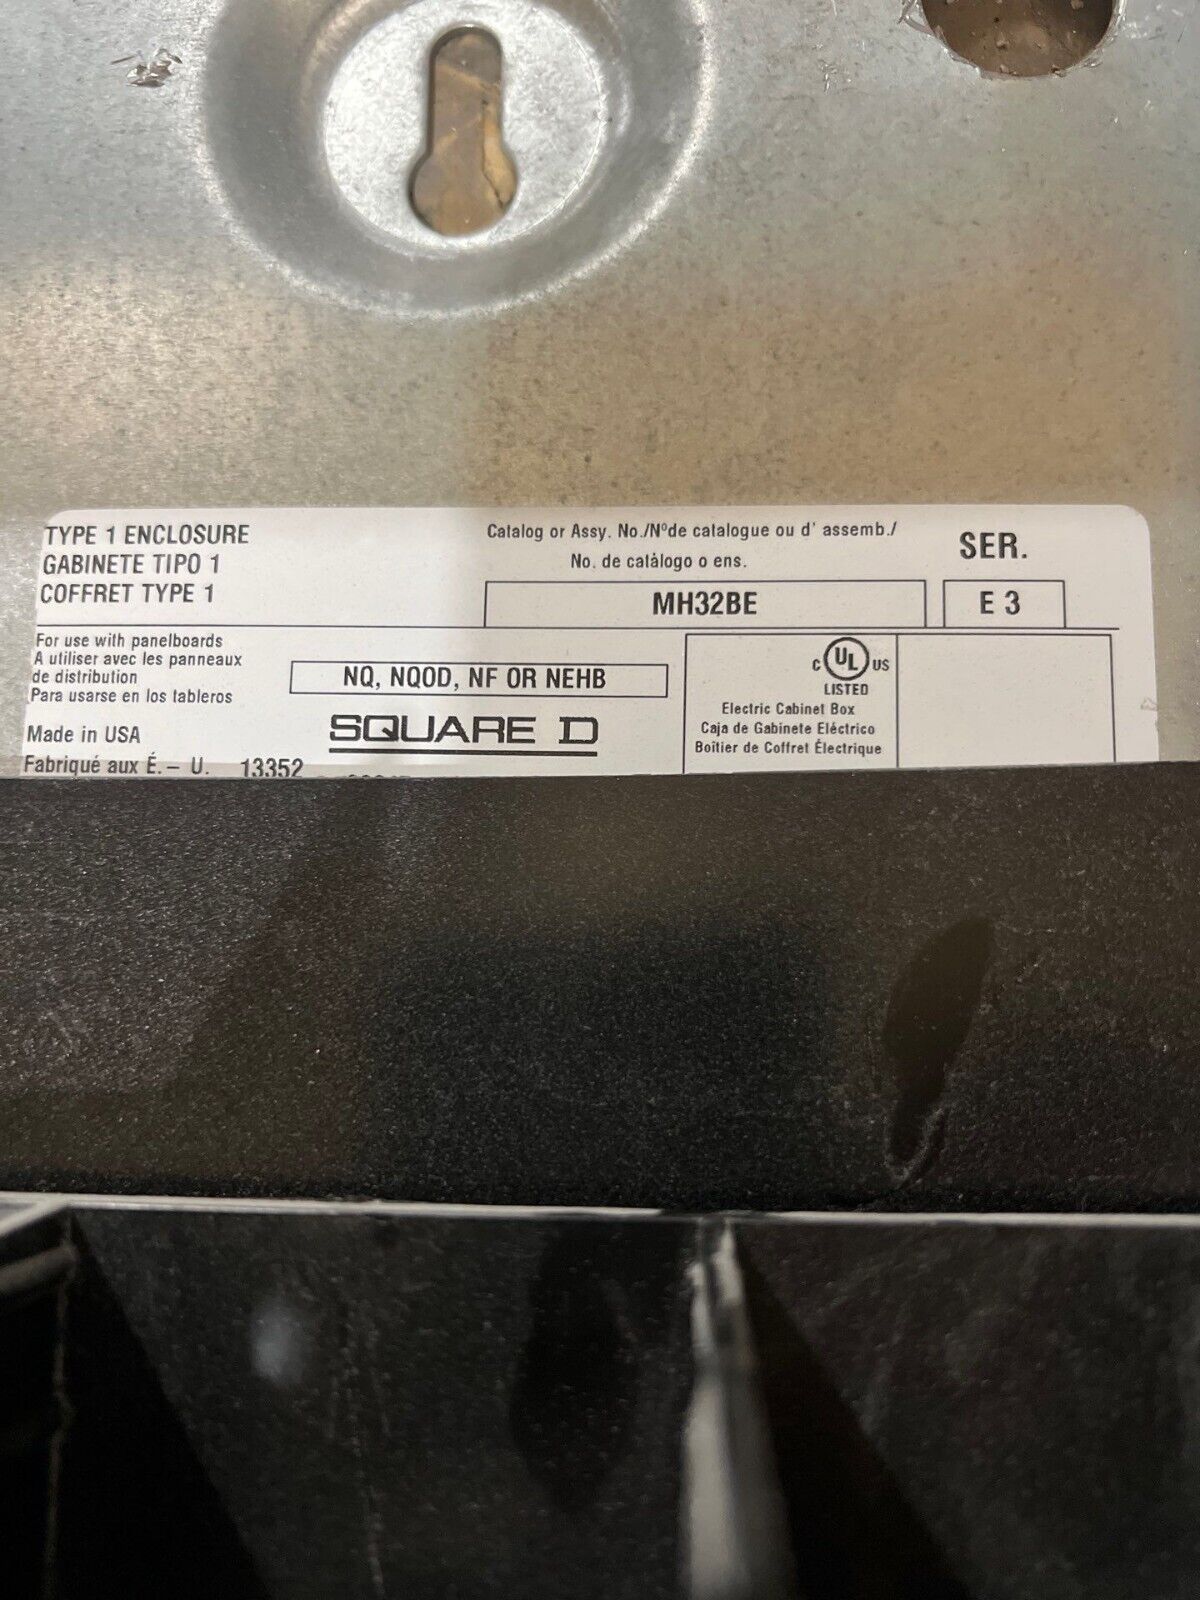 TYPE 1 ENCLOSURE
GABINETE TIPO 1
COFFRET TYPE 1
Catalog or Assy. No./Nº de catalogue ou d' assemb./
No. de catàlogo o ens.
SER.
MH32BE
E 3
For use with panelboards
A utiliser avec les panneaux
de distribution
Para usarse en los tableros
NQ, NQOD, NF OR NEHB
Made in USA
SQUARE D
Fabriqué aux É.– U. 13352
C UL US
LISTED
Electric Cabinet Box
Caja de Gabinete Eléctrico
Boîtier de Coffret Électrique